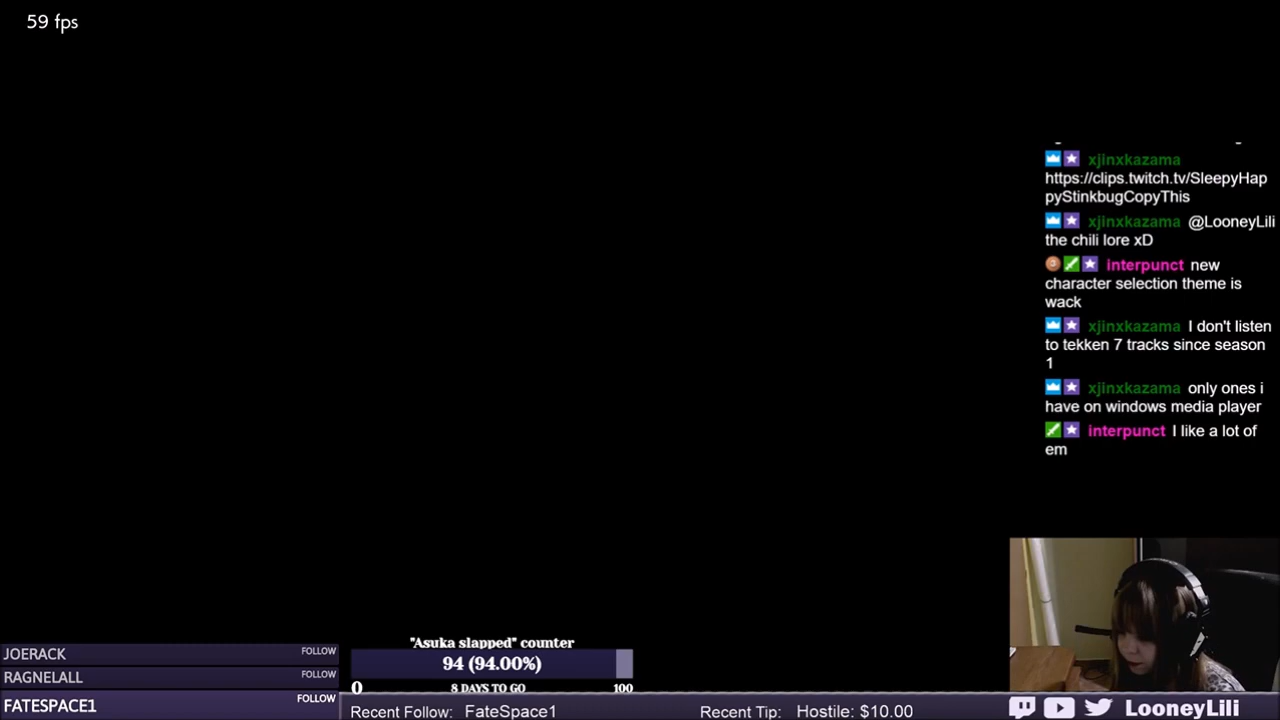 59 fps
xjinxkazama
https://clips.twitch.tv/SleepyHap
pyStinkbugCopyThis
xjinxkazama @LooneyLili
the chili lore xD
interpunct new
character selection theme is
wack
xjinxkazama I don't listen
to tekken 7 tracks since season
1
xjinxkazama only ones i
have on windows media player
interpunct I like a lot of
em
"Asuka slapped" counter
94 (94.00%)
0 8 DAYS TO GO 100
JOERACK FOLLOW
RAGNELALL FOLLOW
FATESPACE1 FOLLOW
Recent Follow: FateSpace1 Recent Tip: Hostile: $10.00 LooneyLili